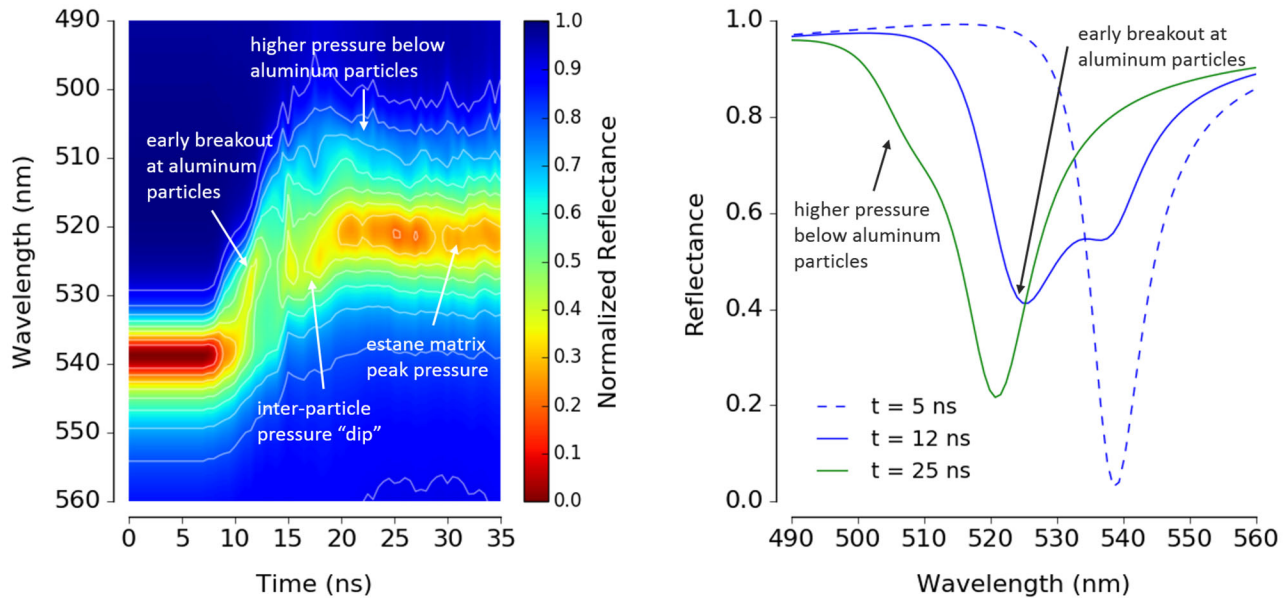 490
500
510
520
530
540
550
560
Wavelength (nm)
0
5
10
15
20
25
30
35
Time (ns)
higher pressure below
aluminum particles
early breakout
at aluminum
particles
estane matrix
peak pressure
inter-particle
pressure “dip”
1.0
0.9
0.8
0.7
0.6
0.5
0.4
0.3
0.2
0.1
0.0
Normalized Reflectance
1.0
0.8
0.6
0.4
0.2
0.0
Reflectance
early breakout at
aluminum particles
higher pressure
below aluminum
particles
t = 5 ns
t = 12 ns
t = 25 ns
490
500
510
520
530
540
550
560
Wavelength (nm)